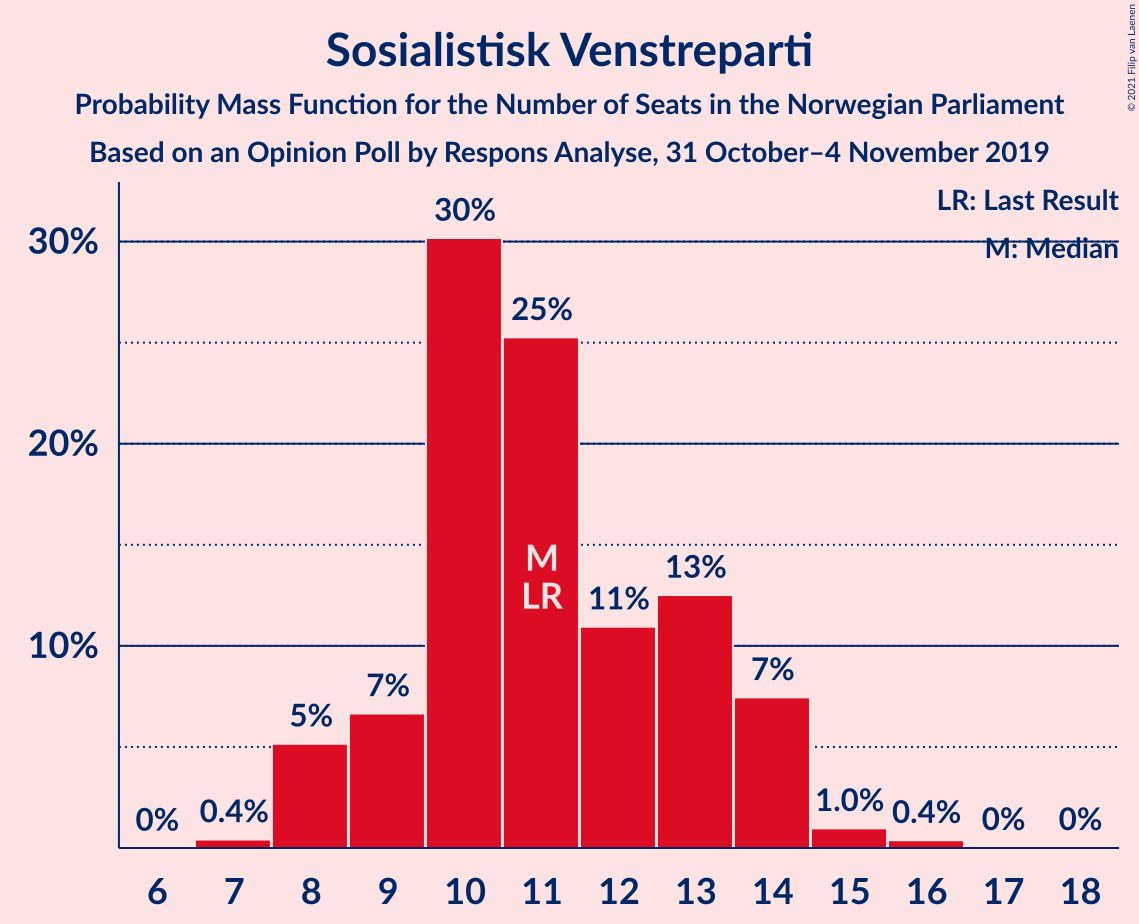 Sosialistisk Venstreparti
Probability Mass Function for the Number of Seats in the Norwegian Parliament
Based on an Opinion Poll by Respons Analyse, 31 October–4 November 2019
© 2021 Filip van Laenen
LR: Last Result
M: Median
30%
20%
10%
0%
0.4%
5%
7%
30%
25%
M
LR
11%
13%
7%
1.0%
0.4%
0%
0%
6 7 8 9 10 11 12 13 14 15 16 17 18